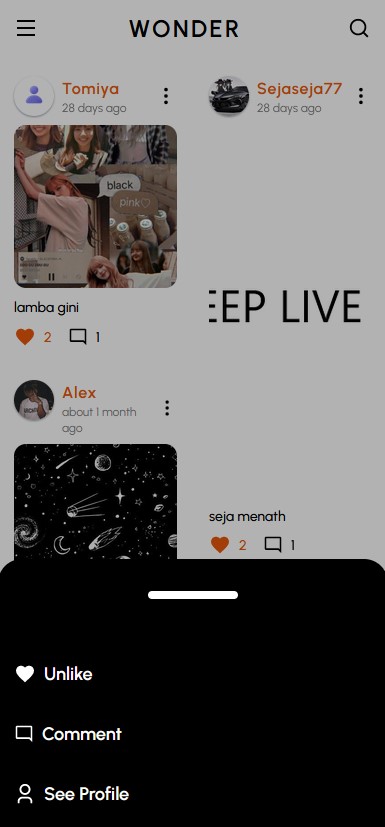 WONDER
Tomiya
28 days ago
black
pink♡
lamba gini
2
1
Alex
about 1 month
ago
Sejaseja77
28 days ago
EEP LIVE
seja menath
2
1
Unlike
Comment
See Profile